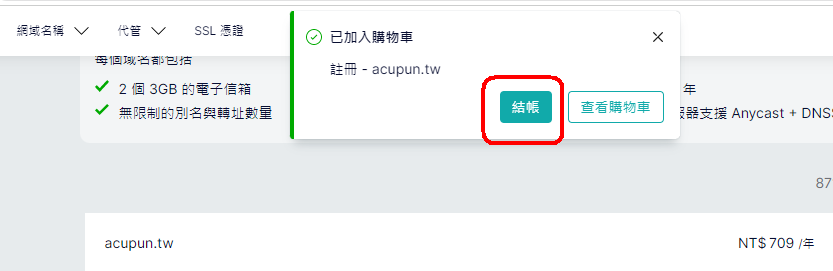 網域名稱 代管 SSL 憑證
已加入購物車
註冊 – acupun.tw
結帳 查看購物車
每個域名都包括
2 個 3GB 的電子信箱
/ 年
無限制的別名與轉址數量
服器支援 Anycast + DNSS
87
acupun.tw NT$ 709 /年